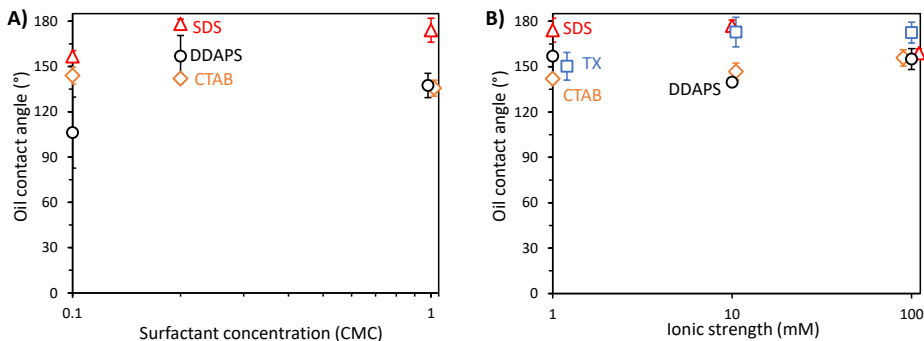 A)
Oil contact angle (°)
180
150
120
90
60
30
0
SDS
DDAPS
CTAB
0.1
1
Surfactant concentration (CMC)
B)
Oil contact angle (°)
180
150
120
90
60
30
0
SDS
TX
CTAB
DDAPS
1
10
100
Ionic strength (mM)